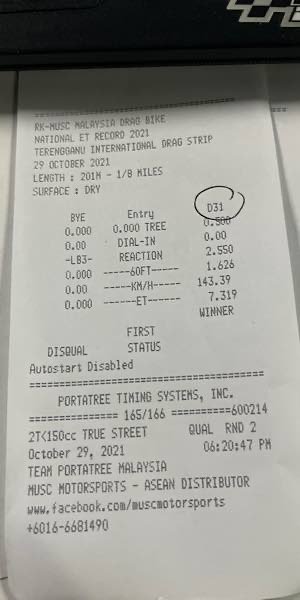 RK-MUSC MALAYSIA DRAG BIKE
NATIONAL ET RECORD 2021
TERENGGANU INTERNATIONAL DRAG STRIP
29 OCTOBER 2021
LENGTH : 201M - 1/8 MILES
SURFACE : DRY
BYE Entry D31
0.000 0.000 TREE 0.500
0.00 DIAL-IN 0.00
-LB3- REACTION 2.550
0.000 -----60FT----- 1.626
0.00 -----KM/H----- 143.39
0.000 ------ET------ 7.319
WINNER
FIRST
DISQUAL STATUS
Autostart Disabled
========================================
PORTATREE TIMING SYSTEMS, INC.
=============== 165/166 ==========600214
2T<150cc TRUE STREET QUAL RND 2
October 29, 2021 06:20:47 PM
TEAM PORTATREE MALAYSIA
MUSC MOTORSPORTS - ASEAN DISTRIBUTOR
www.facebook.com/muscmotorsports
+6016-6681490